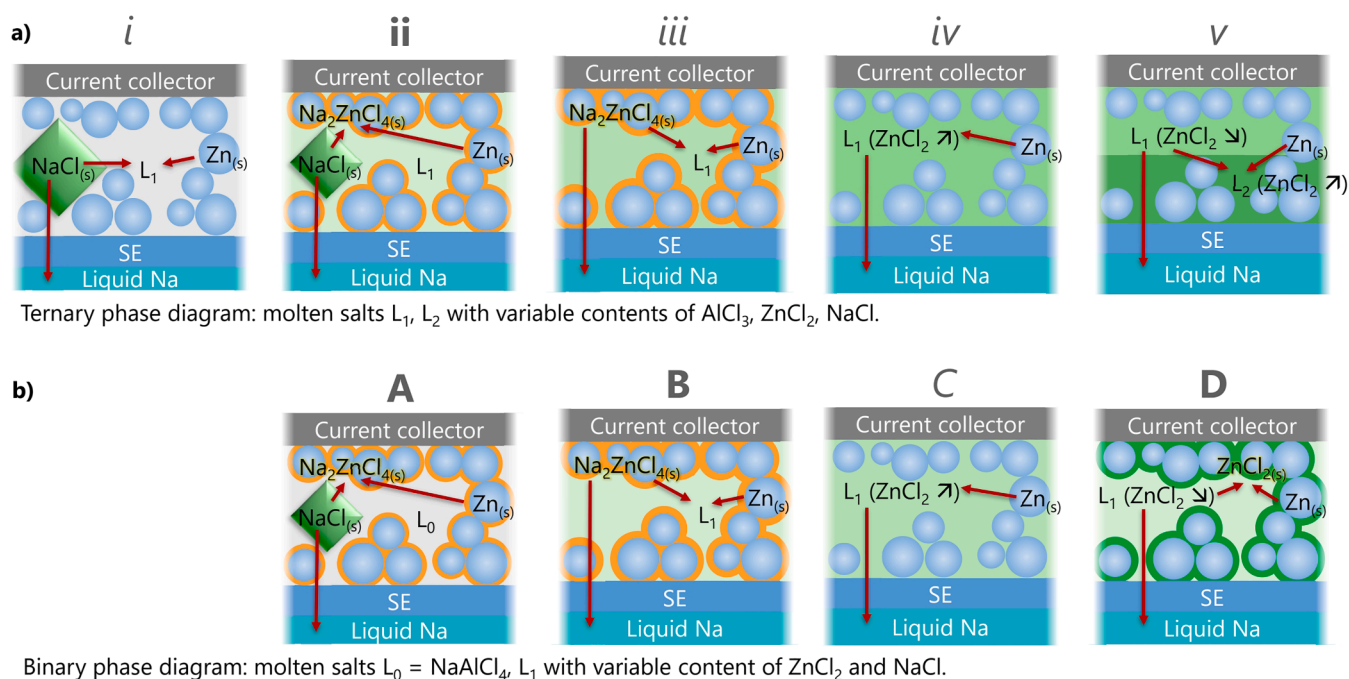 a)
i
ii
iii
iv
v
Current collector
Current collector
Current collector
Current collector
Current collector
NaCl(s)
L1
Zn(s)
Na2ZnCl4(s)
NaCl(s)
L1
Zn(s)
Na2ZnCl4(s)
L1
Zn(s)
L1 (ZnCl2 ↗)
Zn(s)
L1 (ZnCl2 ↘)
Zn(s)
L2 (ZnCl2 ↗)
SE
SE
SE
SE
SE
Liquid Na
Liquid Na
Liquid Na
Liquid Na
Liquid Na
Ternary phase diagram: molten salts L1, L2 with variable contents of AlCl3, ZnCl2, NaCl.
b)
A
B
C
D
Current collector
Current collector
Current collector
Current collector
Na2ZnCl4(s)
NaCl(s)
L0
Zn(s)
Na2ZnCl4(s)
L1
Zn(s)
L1 (ZnCl2 ↗)
Zn(s)
ZnCl2(s)
L1 (ZnCl2 ↘)
Zn(s)
SE
SE
SE
SE
Liquid Na
Liquid Na
Liquid Na
Liquid Na
Binary phase diagram: molten salts L0 = NaAlCl4, L1 with variable content of ZnCl2 and NaCl.